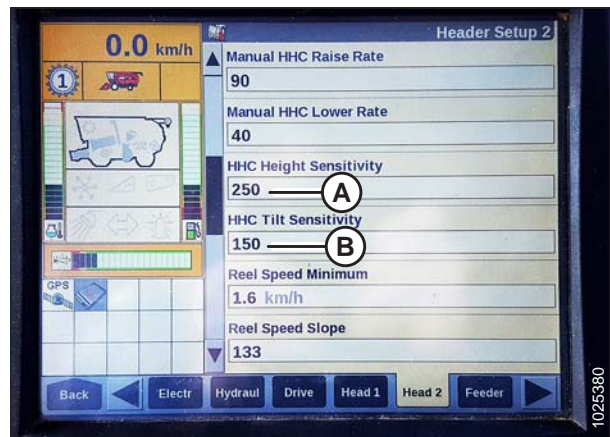 0.0 km/h
1
GPS
Header Setup 2
Manual HHC Raise Rate
90
Manual HHC Lower Rate
40
HHC Height Sensitivity
250
A
HHC Tilt Sensitivity
150
B
Reel Speed Minimum
1.6 km/h
Reel Speed Slope
133
Back Electr Hydraul Drive Head 1 Head 2 Feeder
1025380